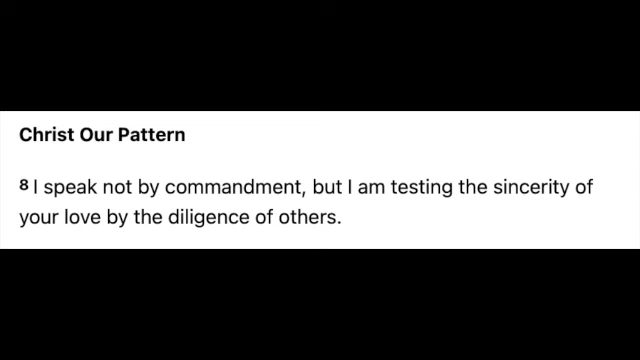 Christ Our Pattern
8 I speak not by commandment, but I am testing the sincerity of
your love by the diligence of others.